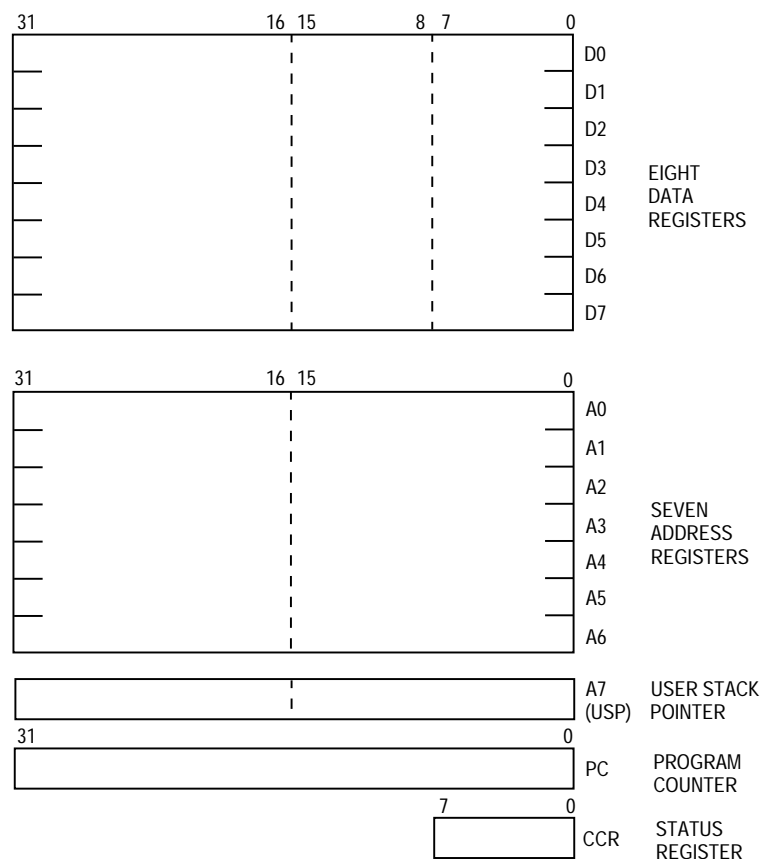 31 16 15 8 7 0
D0
D1
D2
D3
D4
D5
D6
D7
EIGHT
DATA
REGISTERS
31 16 15 0
A0
A1
A2
A3
A4
A5
A6
SEVEN
ADDRESS
REGISTERS
A7
(USP)
USER STACK
POINTER
31 0
PC
PROGRAM
COUNTER
7 0
CCR
STATUS
REGISTER